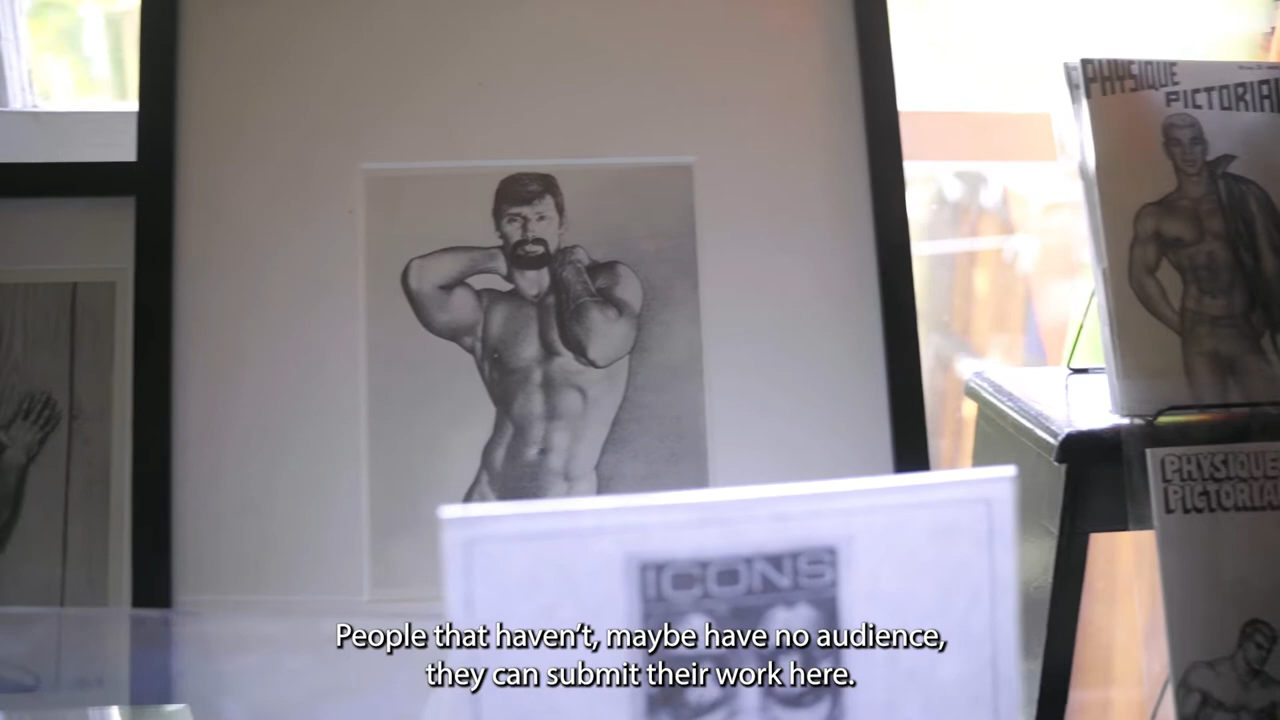 PHYSIQUE
PICTORIAL
PHYSIQUE
PICTORIAL
ICONS
People that haven't, maybe have no audience,
they can submit their work here.